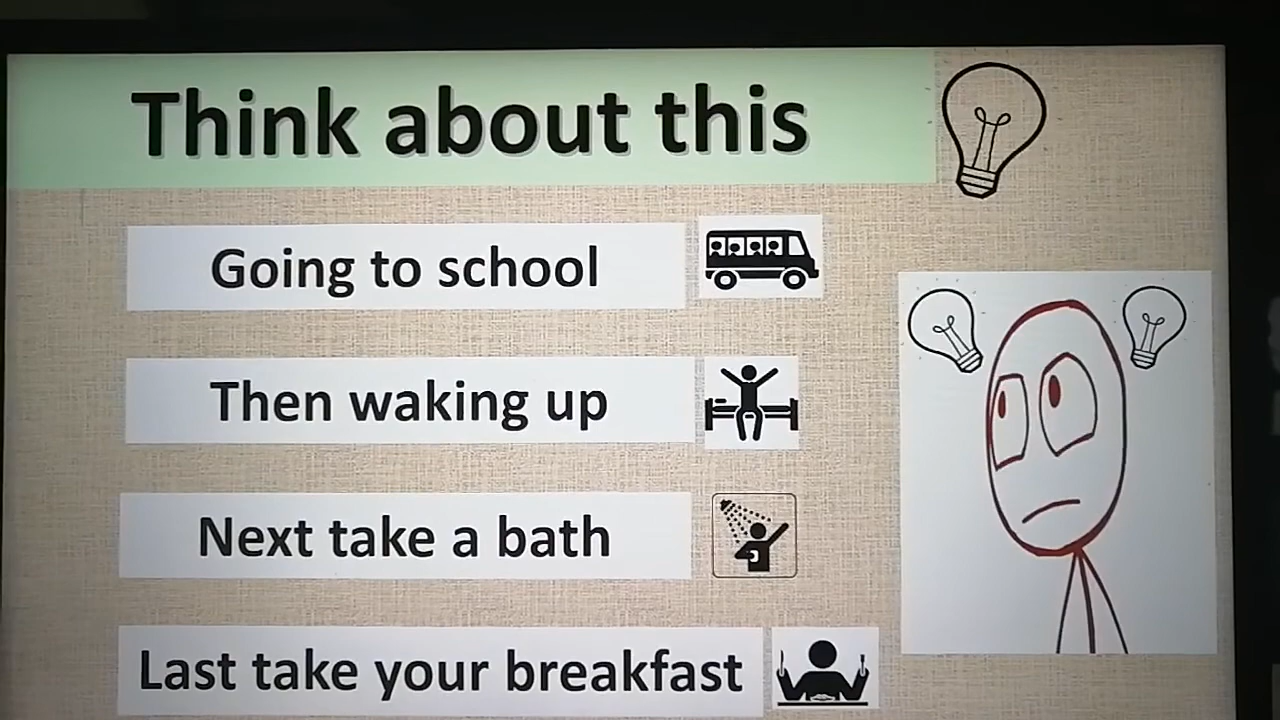 Think about this
Going to school
Then waking up
Next take a bath
Last take your breakfast